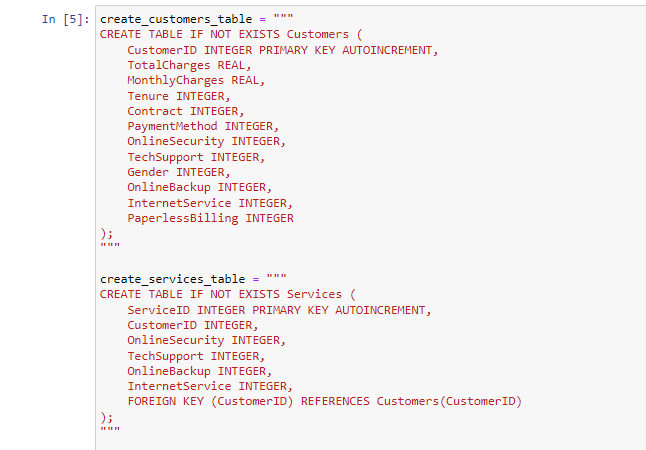 In [5]: create_customers_table = """
CREATE TABLE IF NOT EXISTS Customers (
    CustomerID INTEGER PRIMARY KEY AUTOINCREMENT,
    TotalCharges REAL,
    MonthlyCharges REAL,
    Tenure INTEGER,
    Contract INTEGER,
    PaymentMethod INTEGER,
    OnlineSecurity INTEGER,
    TechSupport INTEGER,
    Gender INTEGER,
    OnlineBackup INTEGER,
    InternetService INTEGER,
    PaperlessBilling INTEGER
);
"""

create_services_table = """
CREATE TABLE IF NOT EXISTS Services (
    ServiceID INTEGER PRIMARY KEY AUTOINCREMENT,
    CustomerID INTEGER,
    OnlineSecurity INTEGER,
    TechSupport INTEGER,
    OnlineBackup INTEGER,
    InternetService INTEGER,
    FOREIGN KEY (CustomerID) REFERENCES Customers(CustomerID)
);
"""